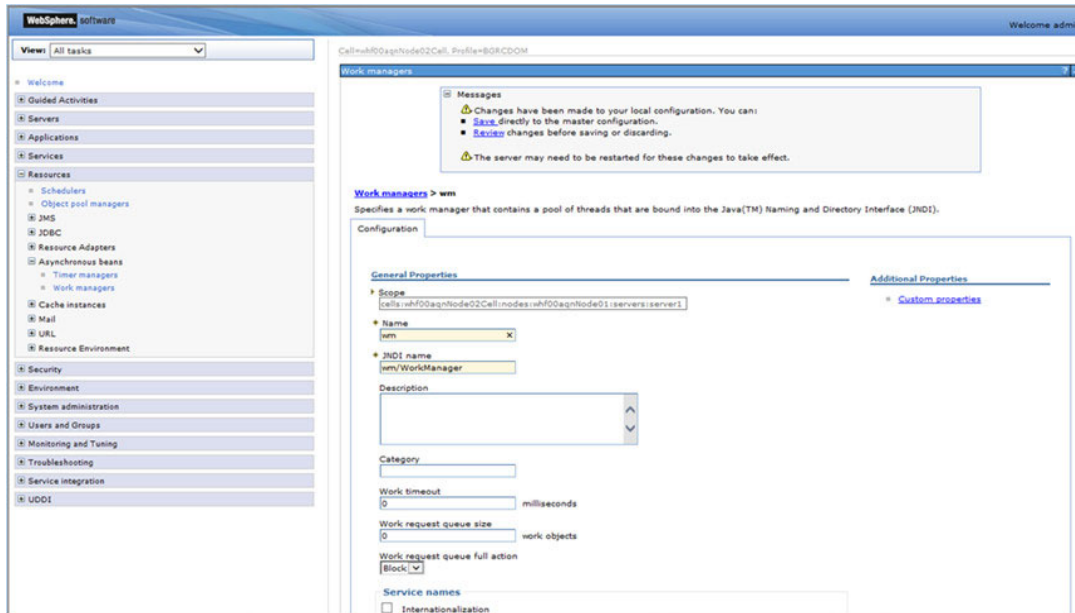 WebSphere. software
Welcome admi
View: All tasks
Cell=whf00aqnNode02Cell, Profile=BORCDOM
Work managers
?
Welcome
Guided Activities
Servers
Applications
Services
Resources
Schedulers
Object pool managers
JMS
JDBC
Resource Adapters
Asynchronous beans
Timer managers
Work managers
Cache instances
Mail
URL
Resource Environment
Security
Environment
System administration
Users and Groups
Monitoring and Tuning
Troubleshooting
Service integration
UDDI
Messages
Changes have been made to your local configuration. You can:
Save directly to the master configuration.
Review changes before saving or discarding.
The server may need to be restarted for these changes to take effect.
Work managers > wm
Specifies a work manager that contains a pool of threads that are bound into the Java(TM) Naming and Directory Interface (JNDI).
Configuration
General Properties
Scope
cells:whf00aqnNode02Cell:nodes:whf00aqnNode01:servers:server1
Name
wm
JNDI name
wm/WorkManager
Description
Category
Work timeout
0 milliseconds
Work request queue size
0 work objects
Work request queue full action
Block
Service names
Internationalization
Additional Properties
Custom properties